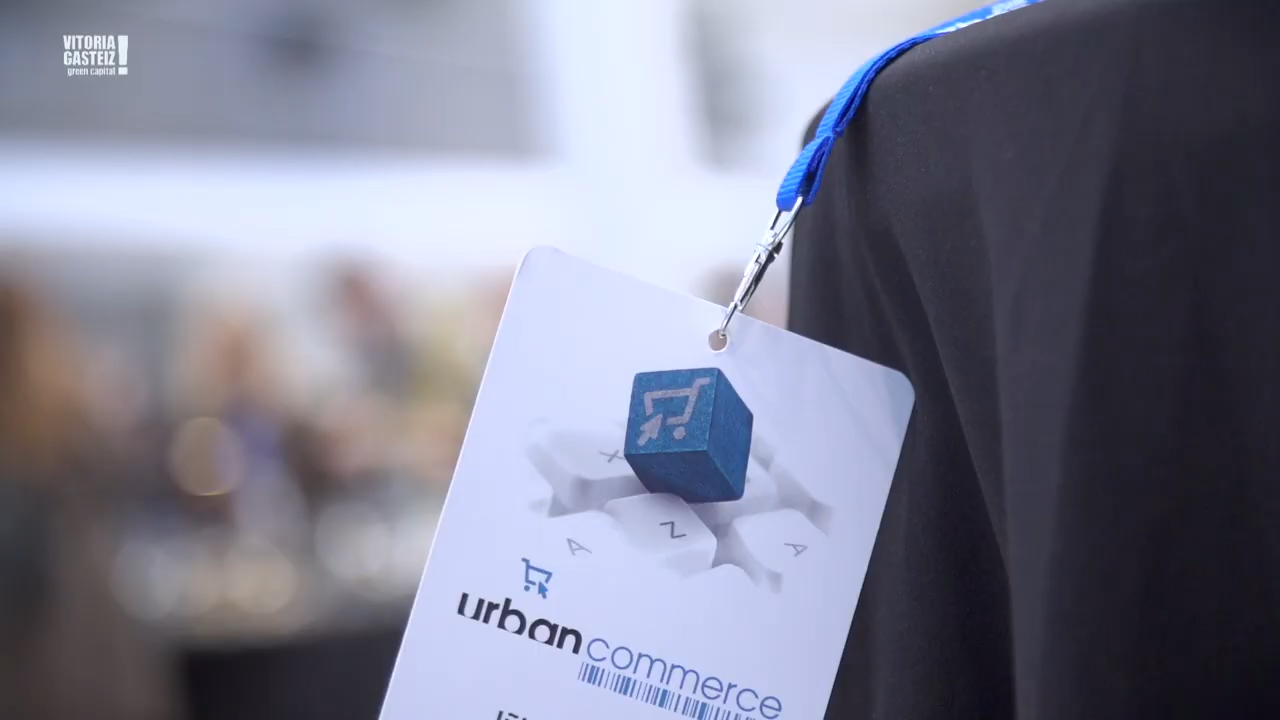 VITORIA
GASTEIZ!
green capital
X
Z
A
A
urban commerce